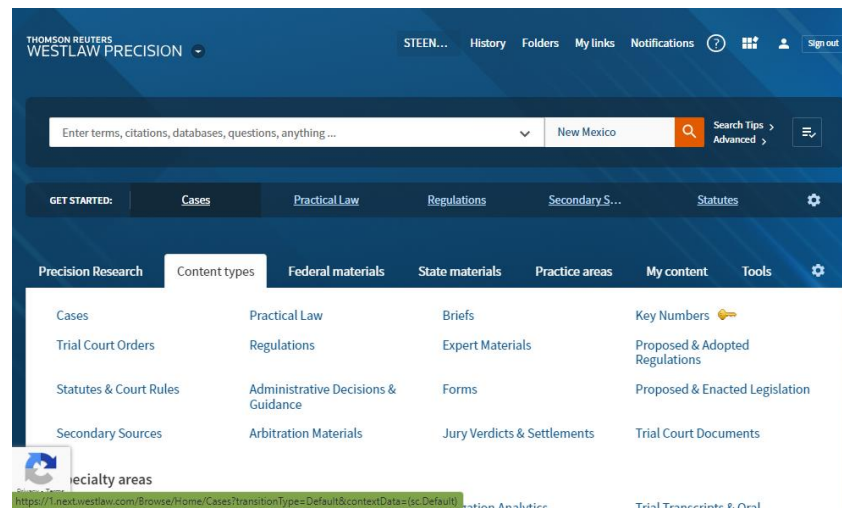 THOMSON REUTERS
WESTLAW PRECISION
STEEN... History Folders My links Notifications ? Sign out
Enter terms, citations, databases, questions, anything ... New Mexico Search Tips >
Advanced >
GET STARTED: Cases Practical Law Regulations Secondary S... Statutes
Precision Research Content types Federal materials State materials Practice areas My content Tools
Cases Practical Law Briefs Key Numbers
Trial Court Orders Regulations Expert Materials Proposed & Adopted
Regulations
Statutes & Court Rules Administrative Decisions & Forms Proposed & Enacted Legislation
Guidance
Secondary Sources Arbitration Materials Jury Verdicts & Settlements Trial Court Documents
ecialty areas
https://1.next.westlaw.com/Browse/Home/Cases?transitionType=Default&contextData=(sc.Default) Analytics Trial Transcripts & Oral